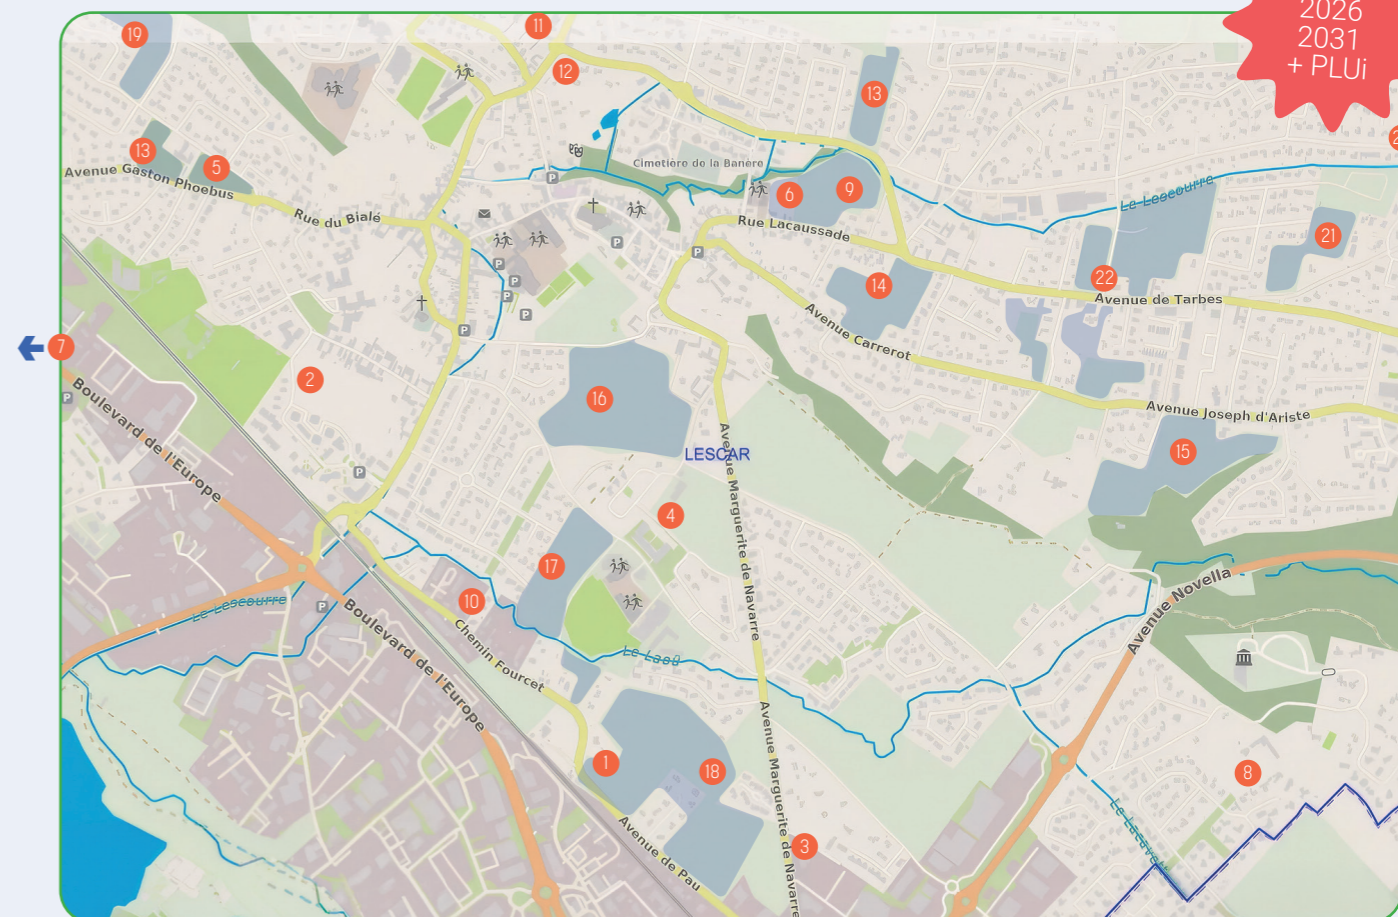 2026
2031
+ PLUi
11
19
12
13
Cimetière de la Banère
13
5
Avenue Gaston Phoebus
6
9
Le Lescourre
Rue du Bialé
Rue Lacaussade
21
22
14
Avenue de Tarbes
Avenue Carrerot
7
2
Boulevard de l'Europe
16
Avenue Joseph d'Ariste
15
LESCAR
Avenue Marguerite de Navarre
4
17
10
Le Lescourre
Boulevard de l'Europe
Chemin Fourcet
Le Laoü
Avenue Novella
1
18
8
Avenue Marguerite de Navarre
3
Avenue de Pau
P
P
P
P
P
P
P
P
P
P
P
P